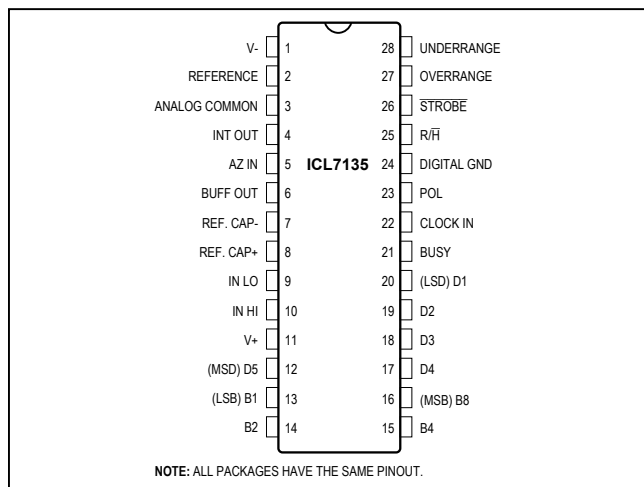 V- 1 28 UNDERRANGE
REFERENCE 2 27 OVERRANGE
ANALOG COMMON 3 26 STROBE
INT OUT 4 25 R/H
AZ IN 5 ICL7135 24 DIGITAL GND
BUFF OUT 6 23 POL
REF. CAP- 7 22 CLOCK IN
REF. CAP+ 8 21 BUSY
IN LO 9 20 (LSD) D1
IN HI 10 19 D2
V+ 11 18 D3
(MSD) D5 12 17 D4
(LSB) B1 13 16 (MSB) B8
B2 14 15 B4
NOTE: ALL PACKAGES HAVE THE SAME PINOUT.